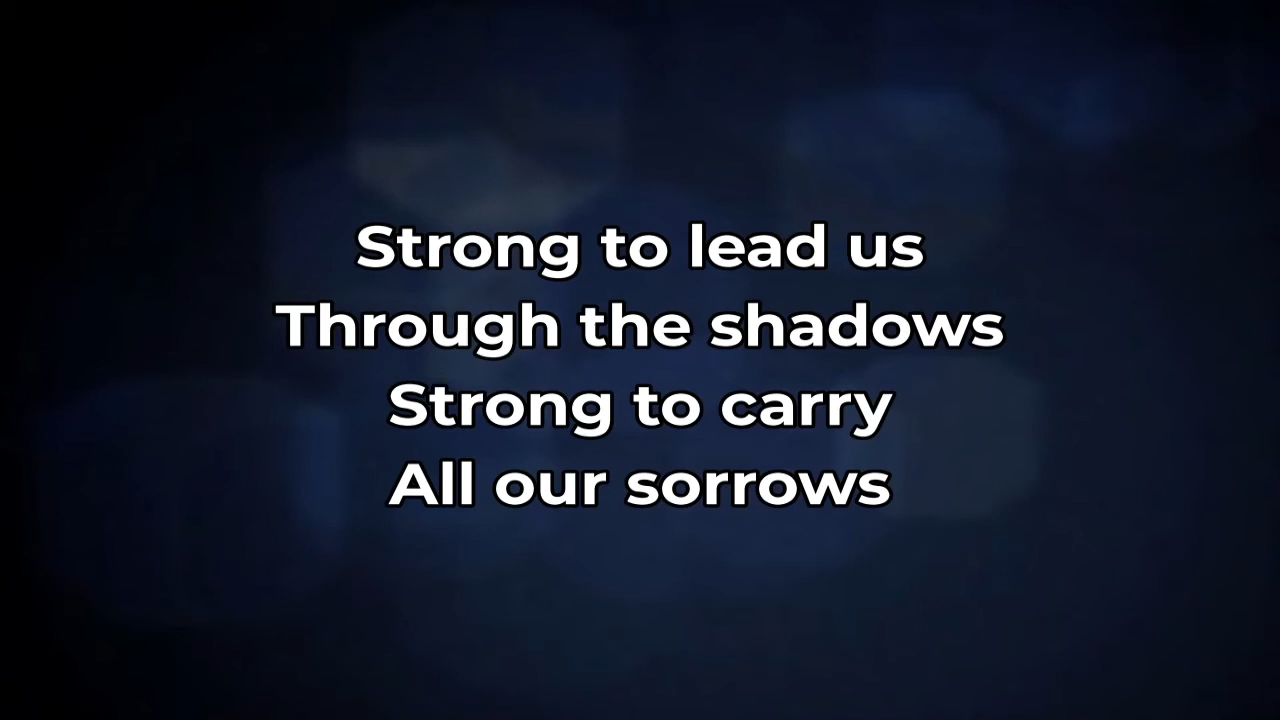 Strong to lead us
Through the shadows
Strong to carry
All our sorrows